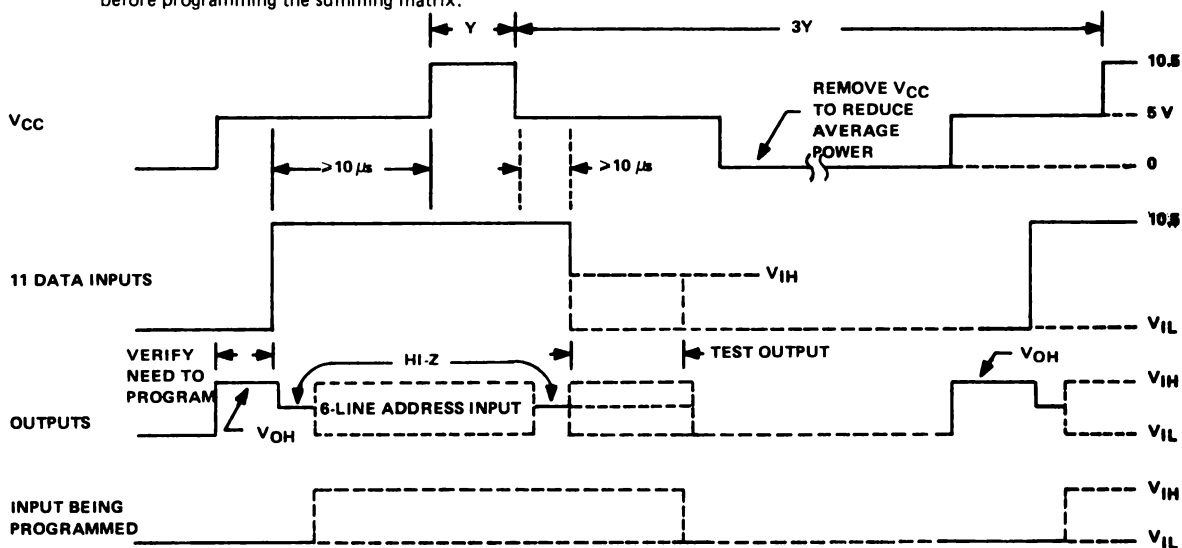 before programming the summing matrix.
Y
3Y
10.5
REMOVE VCC
TO REDUCE
AVERAGE
POWER
VCC
5 V
>10 μs
>10 μs
0
10.5
11 DATA INPUTS
VIH
VIL
VERIFY
NEED TO
PROGRAM
HI-Z
TEST OUTPUT
VOH
VIH
6-LINE ADDRESS INPUT
OUTPUTS
VOH
VIL
INPUT BEING
PROGRAMMED
VIH
VIL